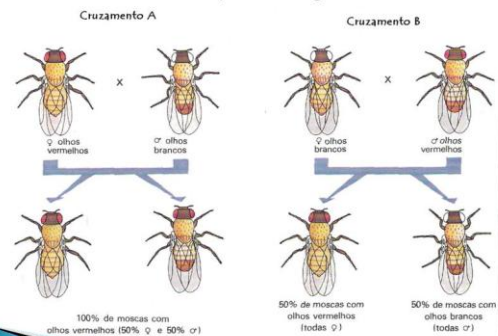 Cruzamento A
Cruzamento B
x
♀ olhos
vermelhos
♂ olhos
brancos
x
♀ olhos
brancos
♂ olhos
vermelhos
100% de moscas com
olhos vermelhos (50% ♀ e 50% ♂)
50% de moscas com
olhos vermelhos
(todas ♀)
50% de moscas com
olhos brancos
(todas ♂)